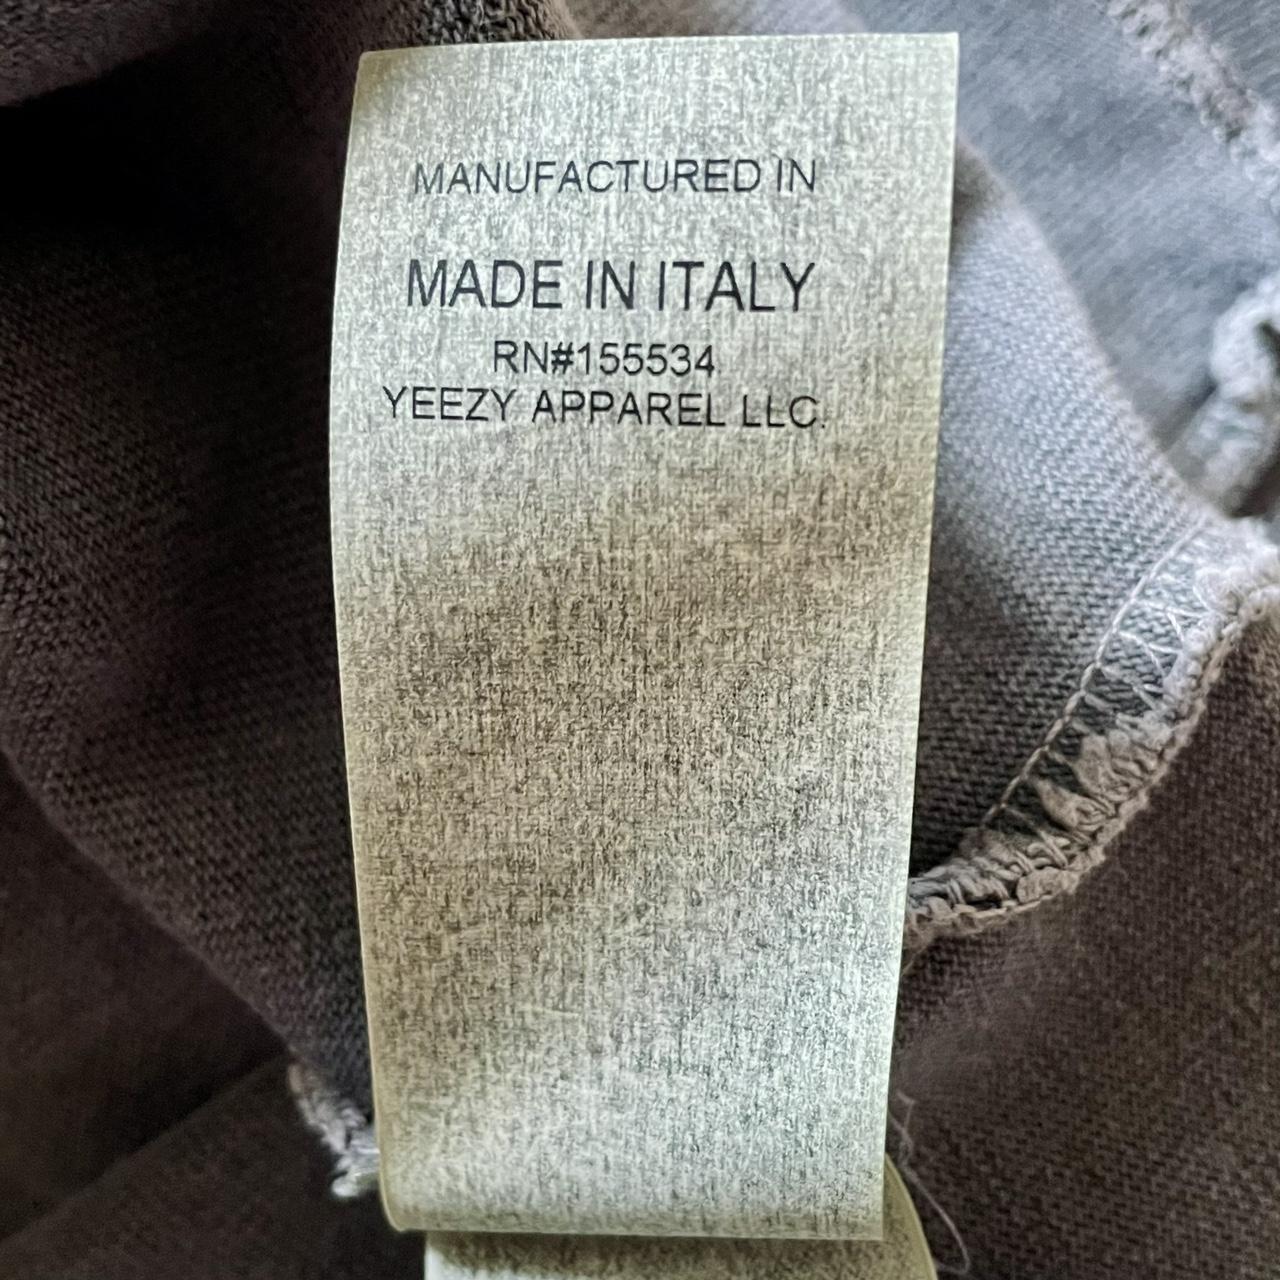 MANUFACTURED IN
MADE IN ITALY
RN#155534
YEEZY APPAREL LLC.